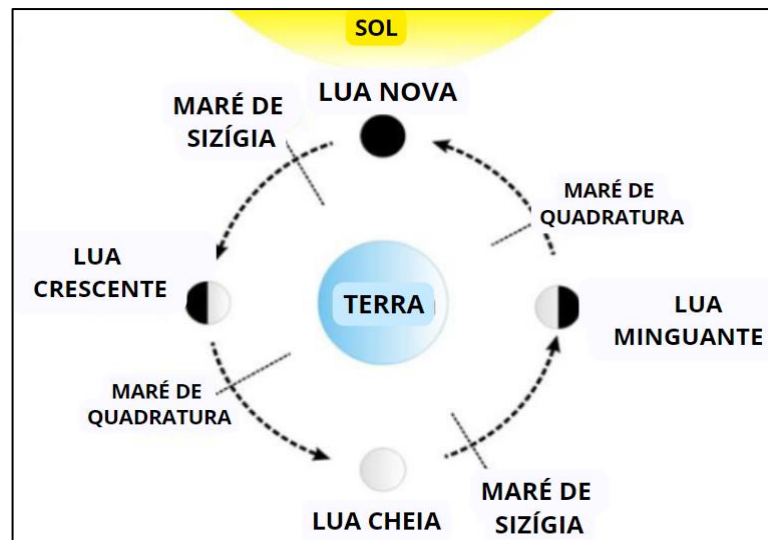 SOL
LUA NOVA
MARÉ DE
SIZÍGIA
MARÉ DE
QUADRATURA
LUA
CRESCENTE
TERRA
LUA
MINGUANTE
MARÉ DE
QUADRATURA
LUA CHEIA
MARÉ DE
SIZÍGIA